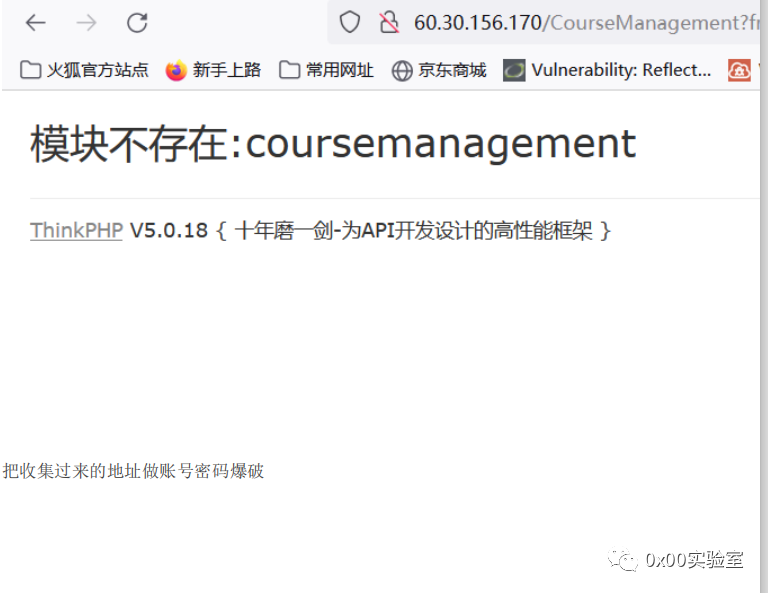 60.30.156.170/CourseManagement?fr
火狐官方站点 新手上路 常用网址 京东商城 Vulnerability: Reflect...
模块不存在:coursemanagement
ThinkPHP V5.0.18 { 十年磨一剑-为API开发设计的高性能框架 }
把收集过来的地址做账号密码爆破
0x00实验室